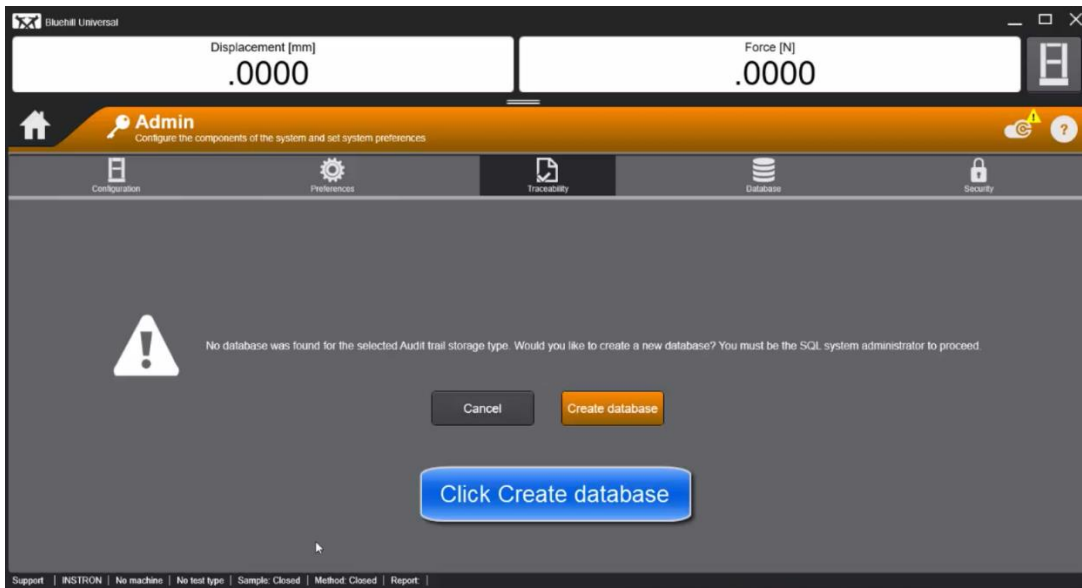 Bluehill Universal
Displacement [mm]
.0000
Force [N]
.0000
Admin
Configure the components of the system and set system preferences
?
Configuration
Preferences
Traceability
Database
Security
No database was found for the selected Audit trail storage type. Would you like to create a new database? You must be the SQL system administrator to proceed.
Cancel
Create database
Click Create database
Support | INSTRON | No machine | No test type | Sample: Closed | Method: Closed | Report: |